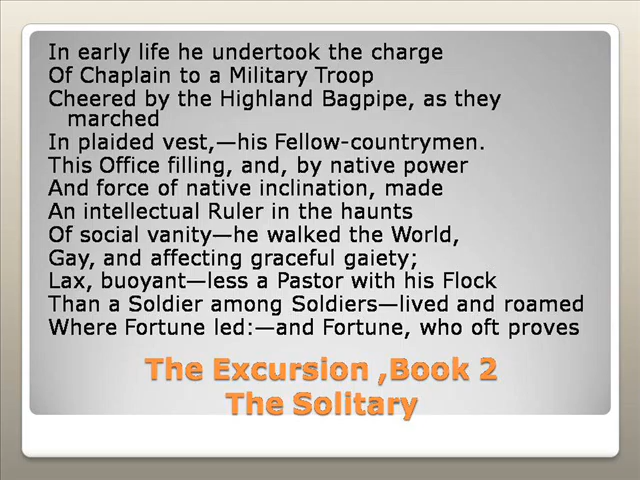 In early life he undertook the charge
Of Chaplain to a Military Troop
Cheered by the Highland Bagpipe, as they
marched
In plaided vest,—his Fellow-countrymen.
This Office filling, and, by native power
And force of native inclination, made
An intellectual Ruler in the haunts
Of social vanity—he walked the World,
Gay, and affecting graceful gaiety;
Lax, buoyant—less a Pastor with his Flock
Than a Soldier among Soldiers—lived and roamed
Where Fortune led:—and Fortune, who oft proves
The Excursion ,Book 2
The Solitary